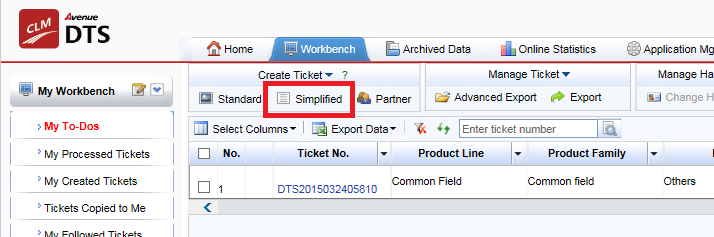 CLM Avenue
DTS
Home Workbench Archived Data Online Statistics Application Mg
My Workbench
Create Ticket ? Manage Ticket Manage Ha
Standard Simplified Partner Advanced Export Export Change H
My To-Dos
Select Columns Export Data Enter ticket number
My Processed Tickets
No. Ticket No. Product Line Product Family
My Created Tickets
1 DTS2015032405810 Common Field Common field Others
Tickets Copied to Me
My Followed Tickets